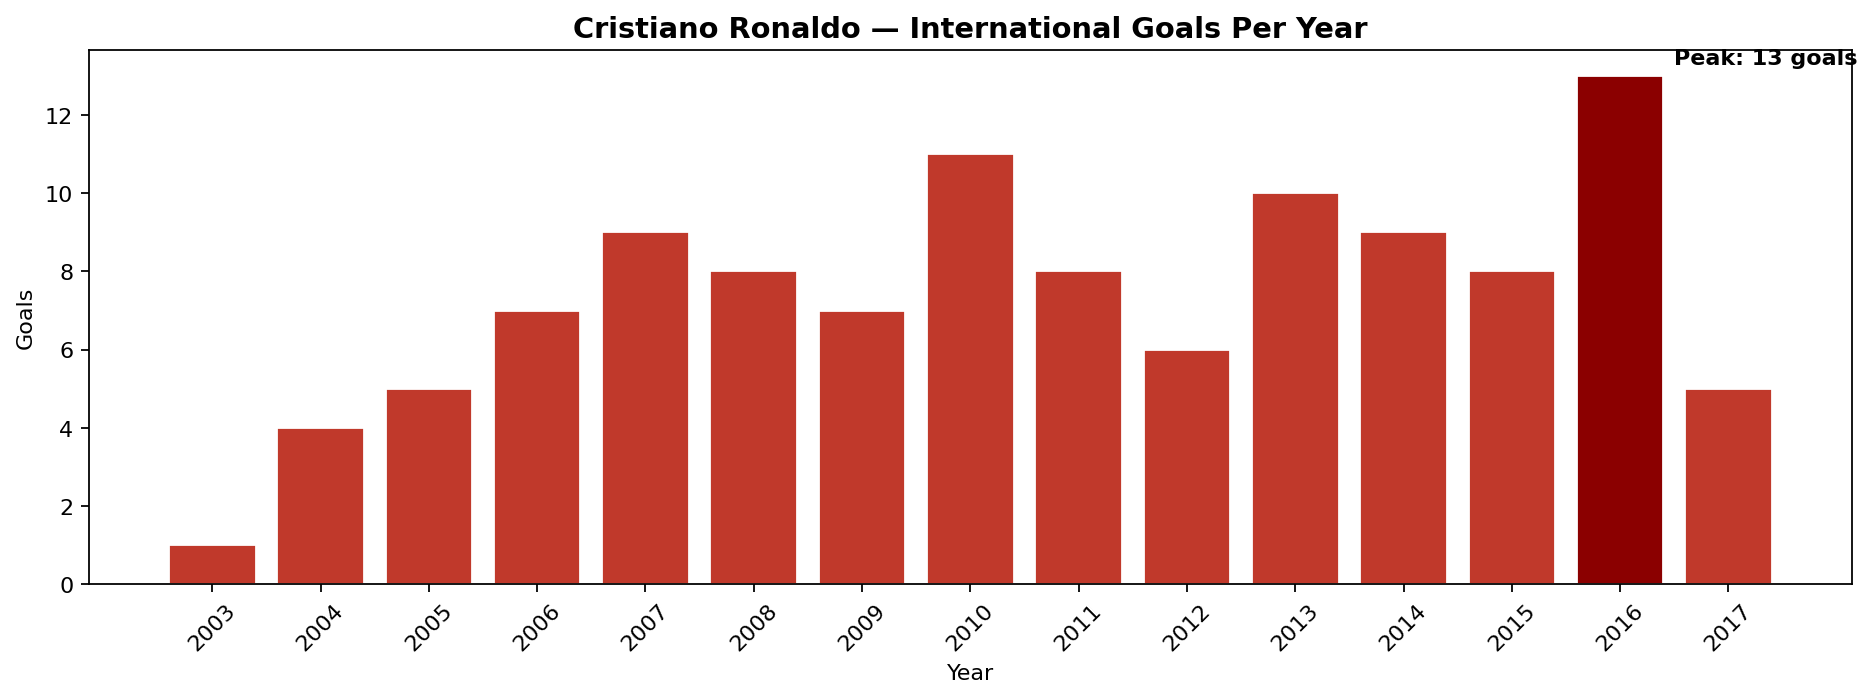 Cristiano Ronaldo — International Goals Per Year
Peak: 13 goals
12
10
8
6
4
2
0
Goals
2003 2004 2005 2006 2007 2008 2009 2010 2011 2012 2013 2014 2015 2016 2017
Year